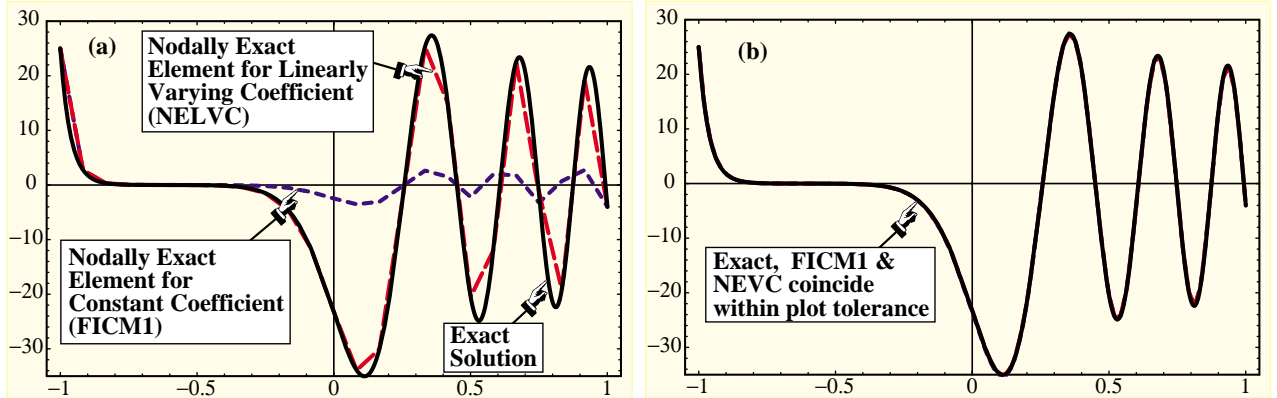 (a)
Nodally Exact
Element for Linearly
Varying Coefficient
(NELVC)
Nodally Exact
Element for
Constant Coefficient
(FICM1)
Exact
Solution
30
20
10
0
−10
−20
−30
−1
−0.5
0
0.5
1
(b)
Exact, FICM1 &
NEVC coincide
within plot tolerance
30
20
10
0
−10
−20
−30
−1
−0.5
0
0.5
1